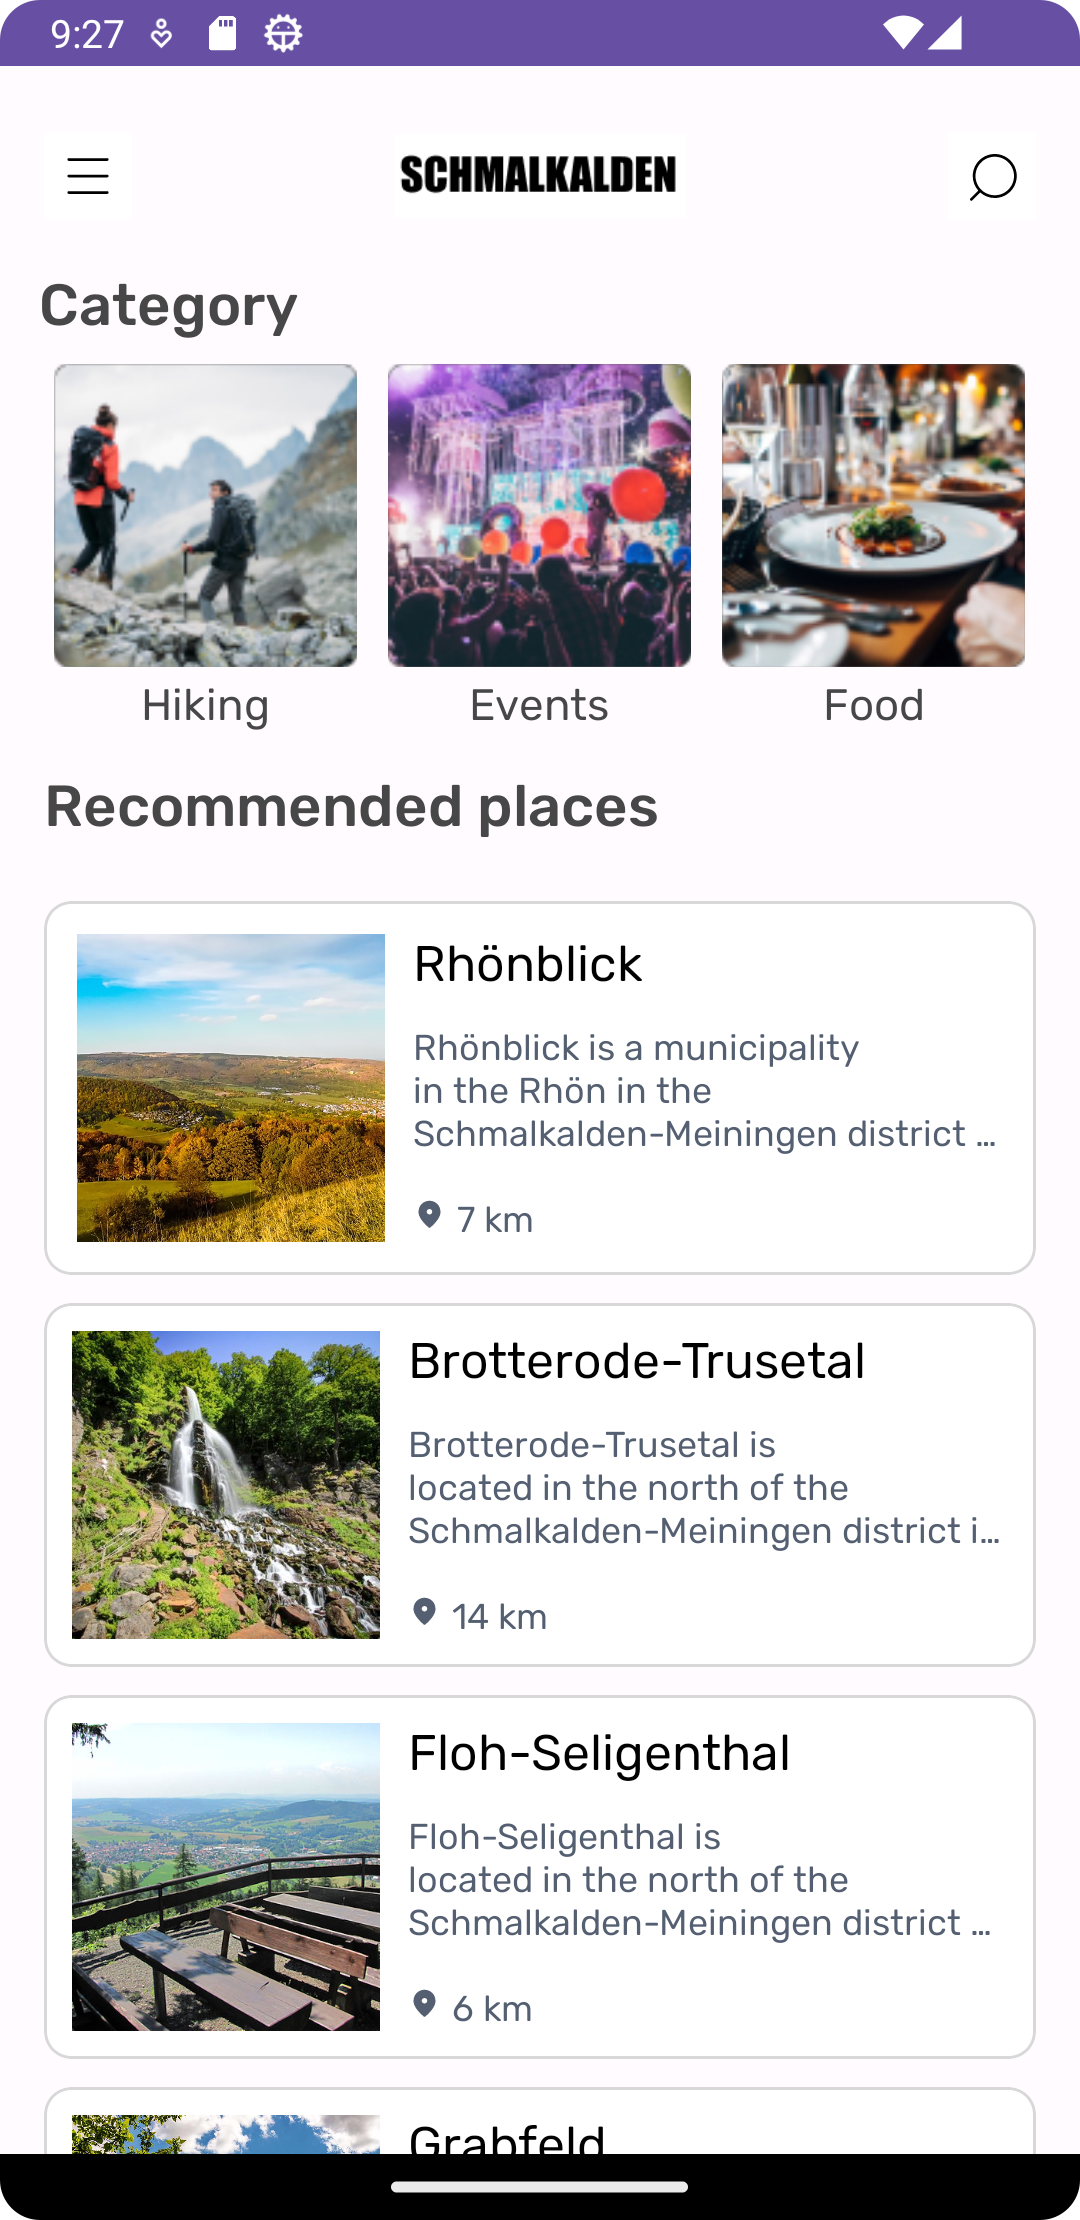 9:27
SCHMALKALDEN
Category
Hiking
Events
Food
Recommended places
Rhönblick
Rhönblick is a municipality
in the Rhön in the
Schmalkalden-Meiningen district ...
7 km
Brotterode-Trusetal
Brotterode-Trusetal is
located in the north of the
Schmalkalden-Meiningen district i...
14 km
Floh-Seligenthal
Floh-Seligenthal is
located in the north of the
Schmalkalden-Meiningen district ...
6 km
Grabfeld